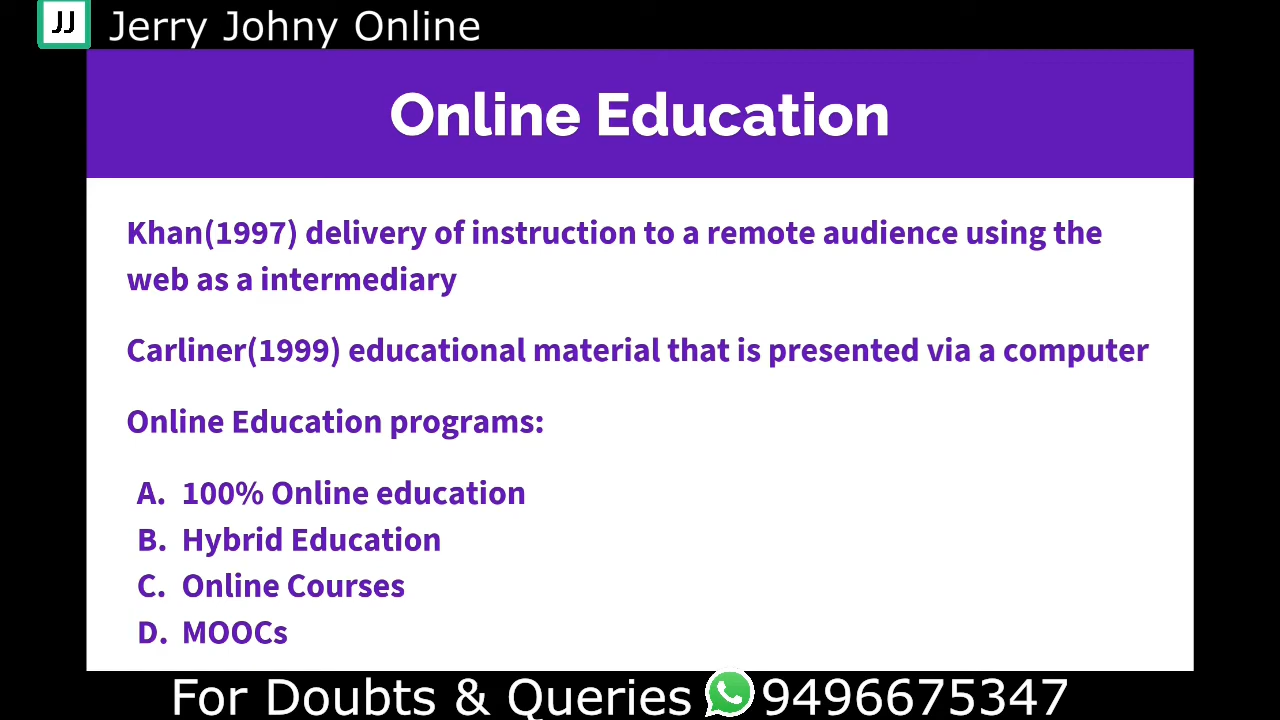 JJ Jerry Johny Online
Online Education
Khan(1997) delivery of instruction to a remote audience using the
web as a intermediary
Carliner(1999) educational material that is presented via a computer
Online Education programs:
A. 100% Online education
B. Hybrid Education
C. Online Courses
D. MOOCs
For Doubts & Queries 9496675347